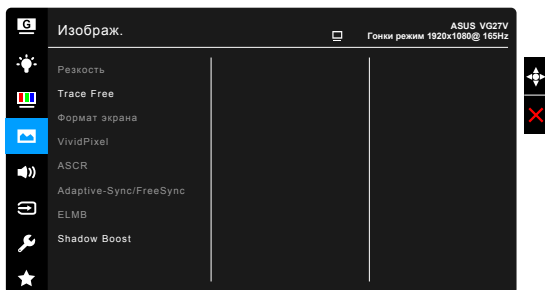 G
Изображ.
ASUS VG27V
Гонки режим 1920x1080@ 165Hz
Резкость
Trace Free
Формат экрана
VividPixel
ASCR
Adaptive-Sync/FreeSync
ELMB
Shadow Boost